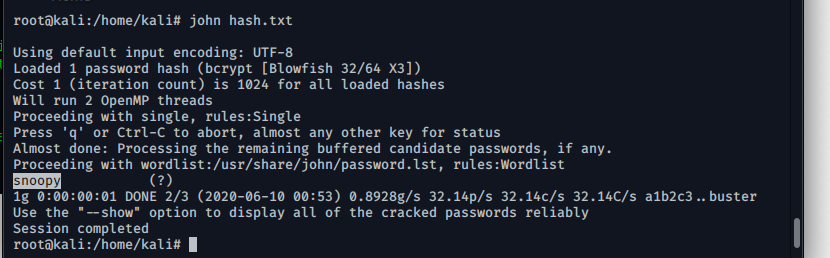 root@kali:/home/kali# john hash.txt
Using default input encoding: UTF-8
Loaded 1 password hash (bcrypt [Blowfish 32/64 X3])
Cost 1 (iteration count) is 1024 for all loaded hashes
Will run 2 OpenMP threads
Proceeding with single, rules:Single
Press 'q' or Ctrl-C to abort, almost any other key for status
Almost done: Processing the remaining buffered candidate passwords, if any.
Proceeding with wordlist:/usr/share/john/password.lst, rules:Wordlist
snoopy           (?)
1g 0:00:00:01 DONE 2/3 (2020-06-10 00:53) 0.8928g/s 32.14p/s 32.14c/s 32.14C/s a1b2c3..buster
Use the "--show" option to display all of the cracked passwords reliably
Session completed
root@kali:/home/kali#